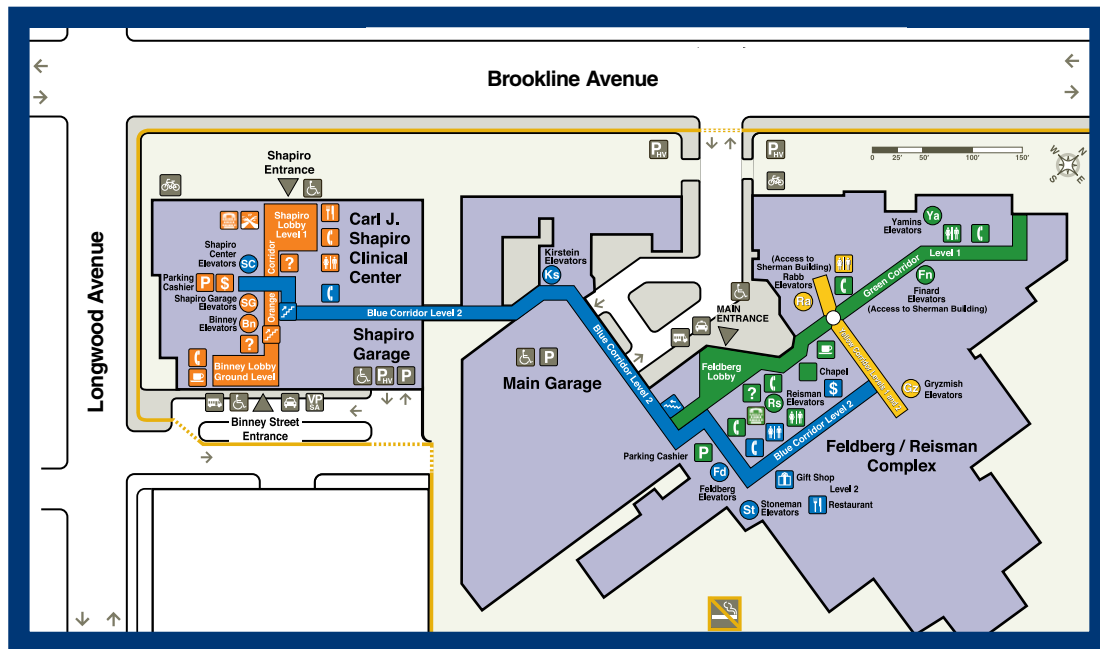 Brookline Avenue
Longwood Avenue
Shapiro
Entrance
P
HV
P
HV
0 25' 50' 100' 150'
W N
S E
Shapiro
Lobby
Level 1
Carl J.
Shapiro
Clinical
Center
Corridor
Orange
Shapiro
Center
Elevators
SC
Parking
Cashier
P
$
?
Shapiro Garage
Elevators
SG
Binney
Elevators
Bn
?
Binney Lobby
Ground Level
Blue Corridor Level 2
Shapiro
Garage
P
HV
P
VP
SA
Binney Street
Entrance
Kirstein
Elevators
Ks
Main Garage
P
Blue Corridor Level 2
MAIN
ENTRANCE
Feldberg
Lobby
Yamins
Elevators
Ya
Level 1
Green Corridor
(Access to
Sherman Building)
Rabb
Elevators
Ra
Fn
Finard
Elevators
(Access to Sherman Building)
Chapel
?
Reisman
Elevators
Rs
$
Gz
Gryzmish
Elevators
Blue Corridor Level 2
Feldberg / Reisman
Complex
Parking Cashier
P
Fd
Feldberg
Elevators
Gift Shop
St
Stoneman
Elevators
Level 2
Restaurant